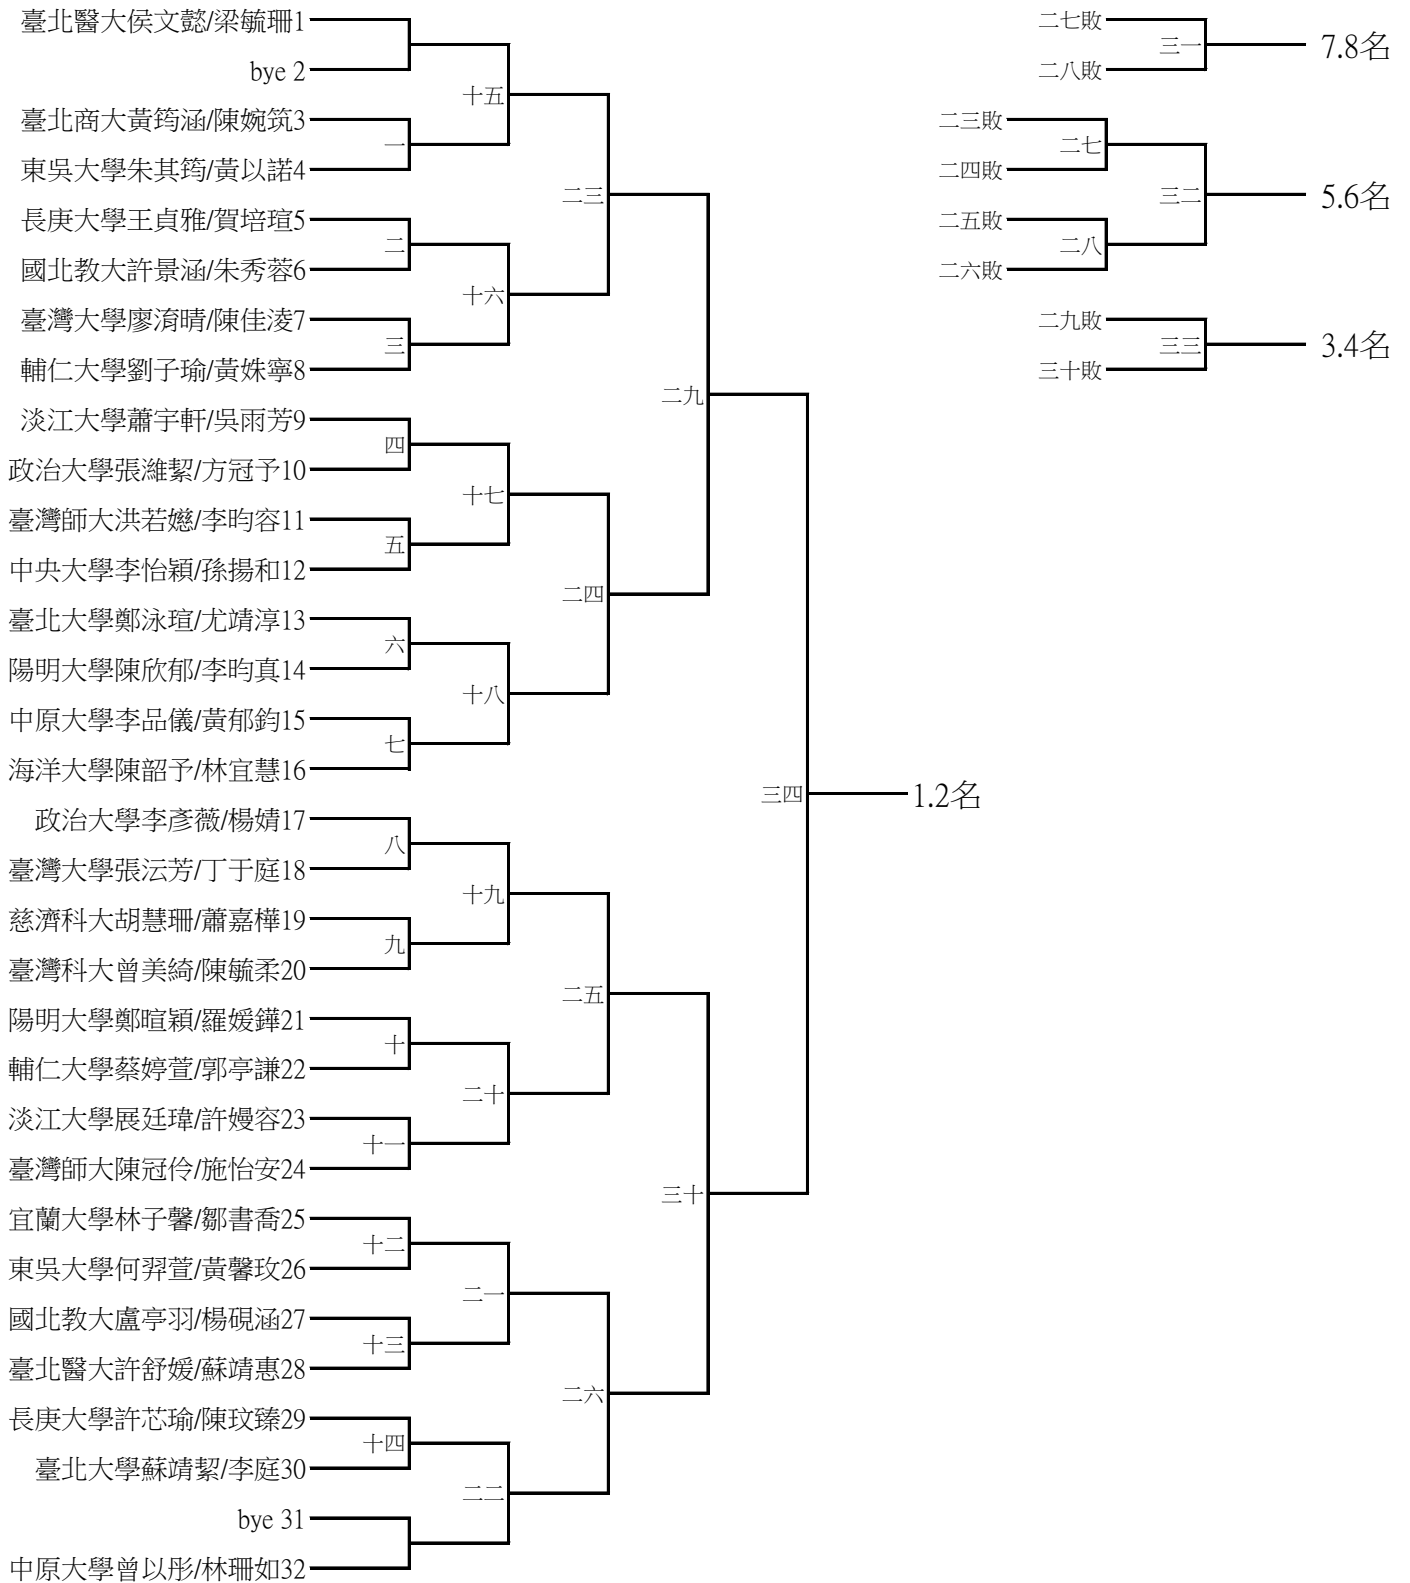 臺北醫大侯文懿/梁毓珊1
bye 2
臺北商大黃筠涵/陳婉筑3
東吳大學朱其筠/黃以諾4
長庚大學王貞雅/賀培瑄5
國北教大許景涵/朱秀蓉6
臺灣大學廖淯晴/陳佳淩7
輔仁大學劉子瑜/黃姝寧8
淡江大學蕭宇軒/吳雨芳9
政治大學張濰絜/方冠予10
臺灣師大洪若嬨/李昀容11
中央大學李怡穎/孫揚和12
臺北大學鄭泳瑄/尤靖淳13
陽明大學陳欣郁/李昀真14
中原大學李品儀/黃郁鈞15
海洋大學陳韶予/林宜慧16
政治大學李彥薇/楊婧17
臺灣大學張沄芳/丁于庭18
慈濟科大胡慧珊/蕭嘉樺19
臺灣科大曾美綺/陳毓柔20
陽明大學鄭暄穎/羅媛鏵21
輔仁大學蔡婷萱/郭亭謙22
淡江大學展廷瑋/許嫚容23
臺灣師大陳冠伶/施怡安24
宜蘭大學林子馨/鄒書喬25
東吳大學何羿萱/黃馨玫26
國北教大盧亭羽/楊硯涵27
臺北醫大許舒媛/蘇靖惠28
長庚大學許芯瑜/陳玟臻29
臺北大學蘇靖絜/李庭30
bye 31
中原大學曾以彤/林珊如32
一
二
三
四
五
六
七
八
九
十
十一
十二
十三
十四
十五
十六
十七
十八
十九
二十
二一
二二
二三
二四
二五
二六
二九
三十
三四
1.2名
二七敗
二八敗
三一
7.8名
二三敗
二四敗
二七
二五敗
二六敗
二八
三二
5.6名
二九敗
三十敗
三三
3.4名